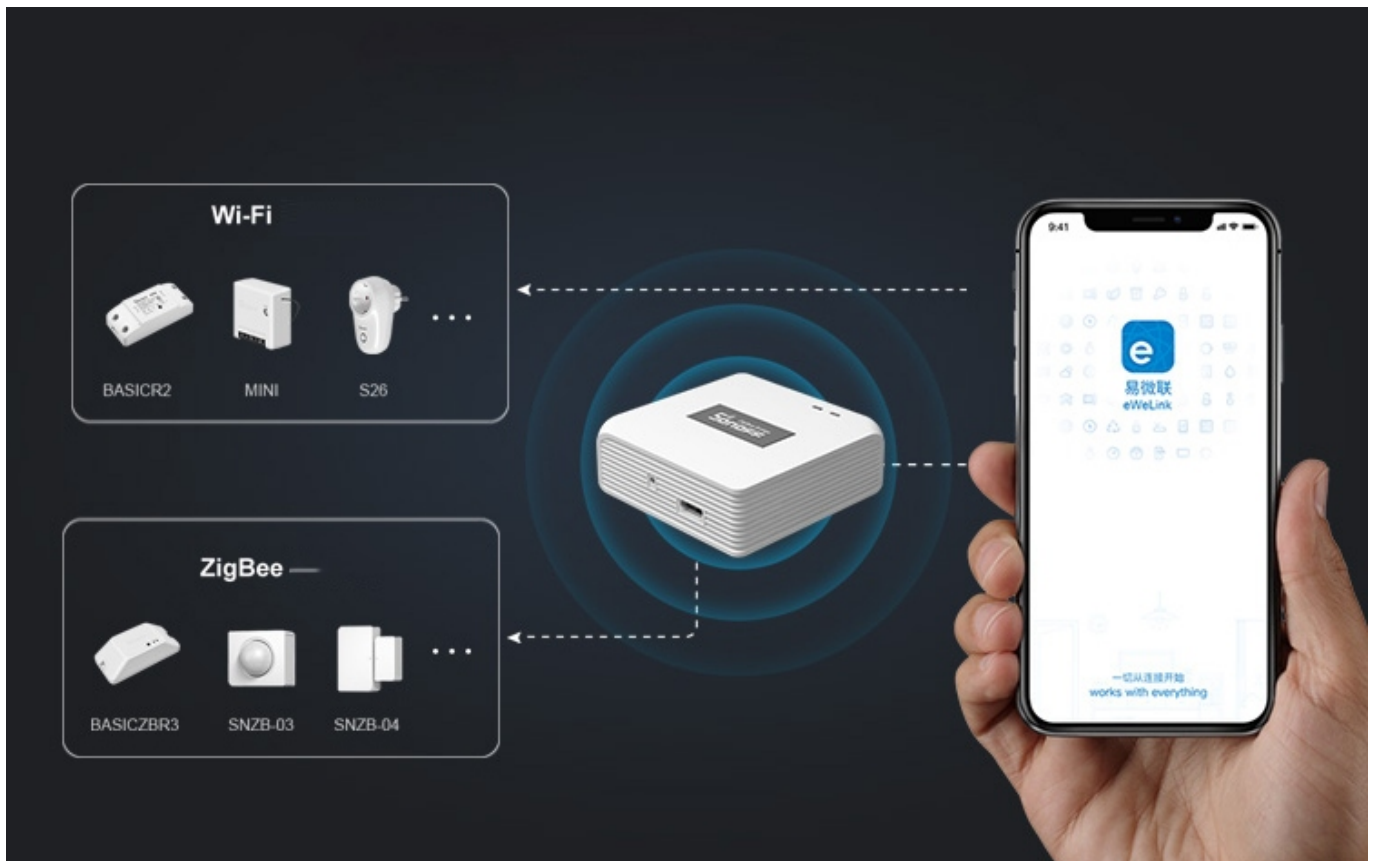 Wi-Fi
BASICR2
MINI
S26
ZigBee
BASICZBR3
SNZB-03
SNZB-04
Sonoff
9:41
e
易微联
eWeLink
一切从连接开始
works with everything